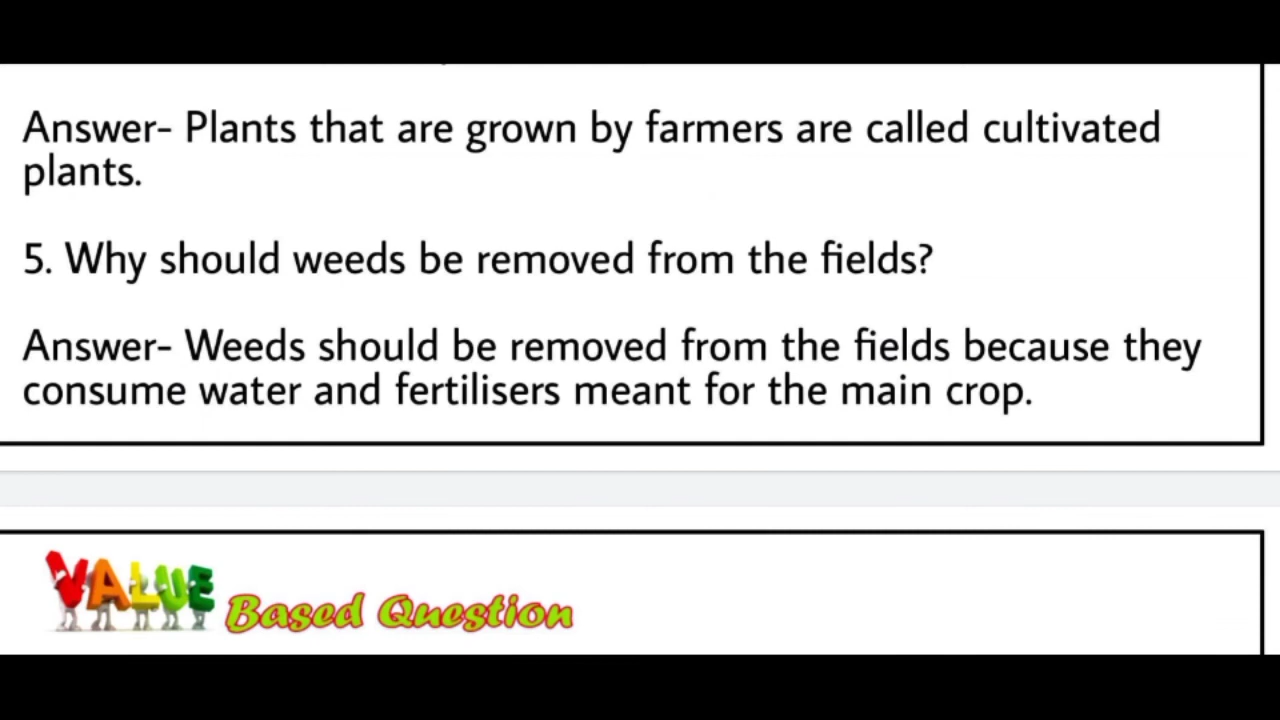 Answer- Plants that are grown by farmers are called cultivated
plants.
5. Why should weeds be removed from the fields?
Answer- Weeds should be removed from the fields because they
consume water and fertilisers meant for the main crop.
VALUE Based Question